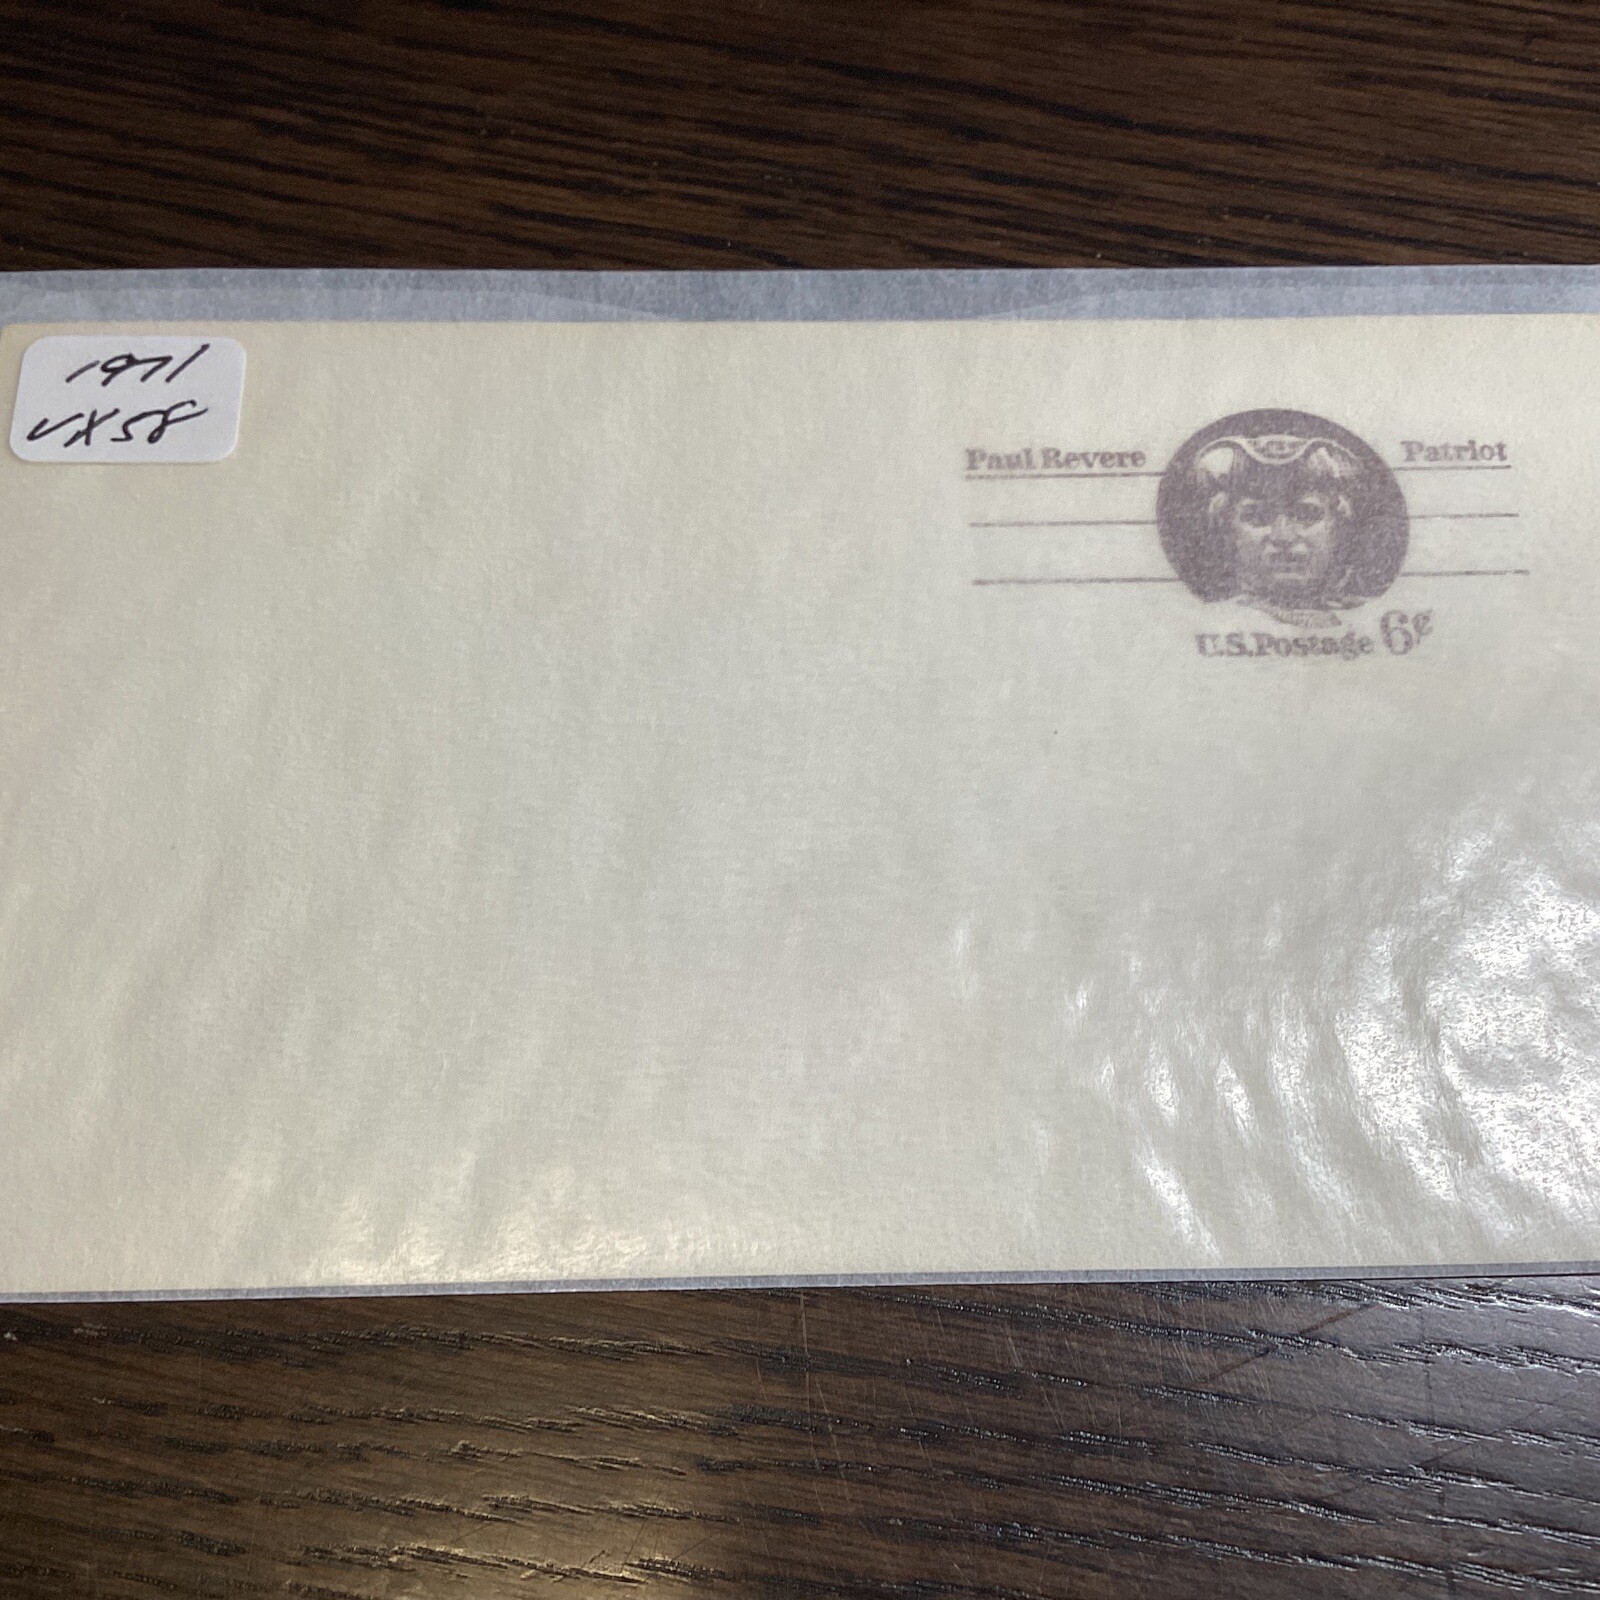 1971
UX58
Paul Revere Patriot
U.S.Postage 6¢